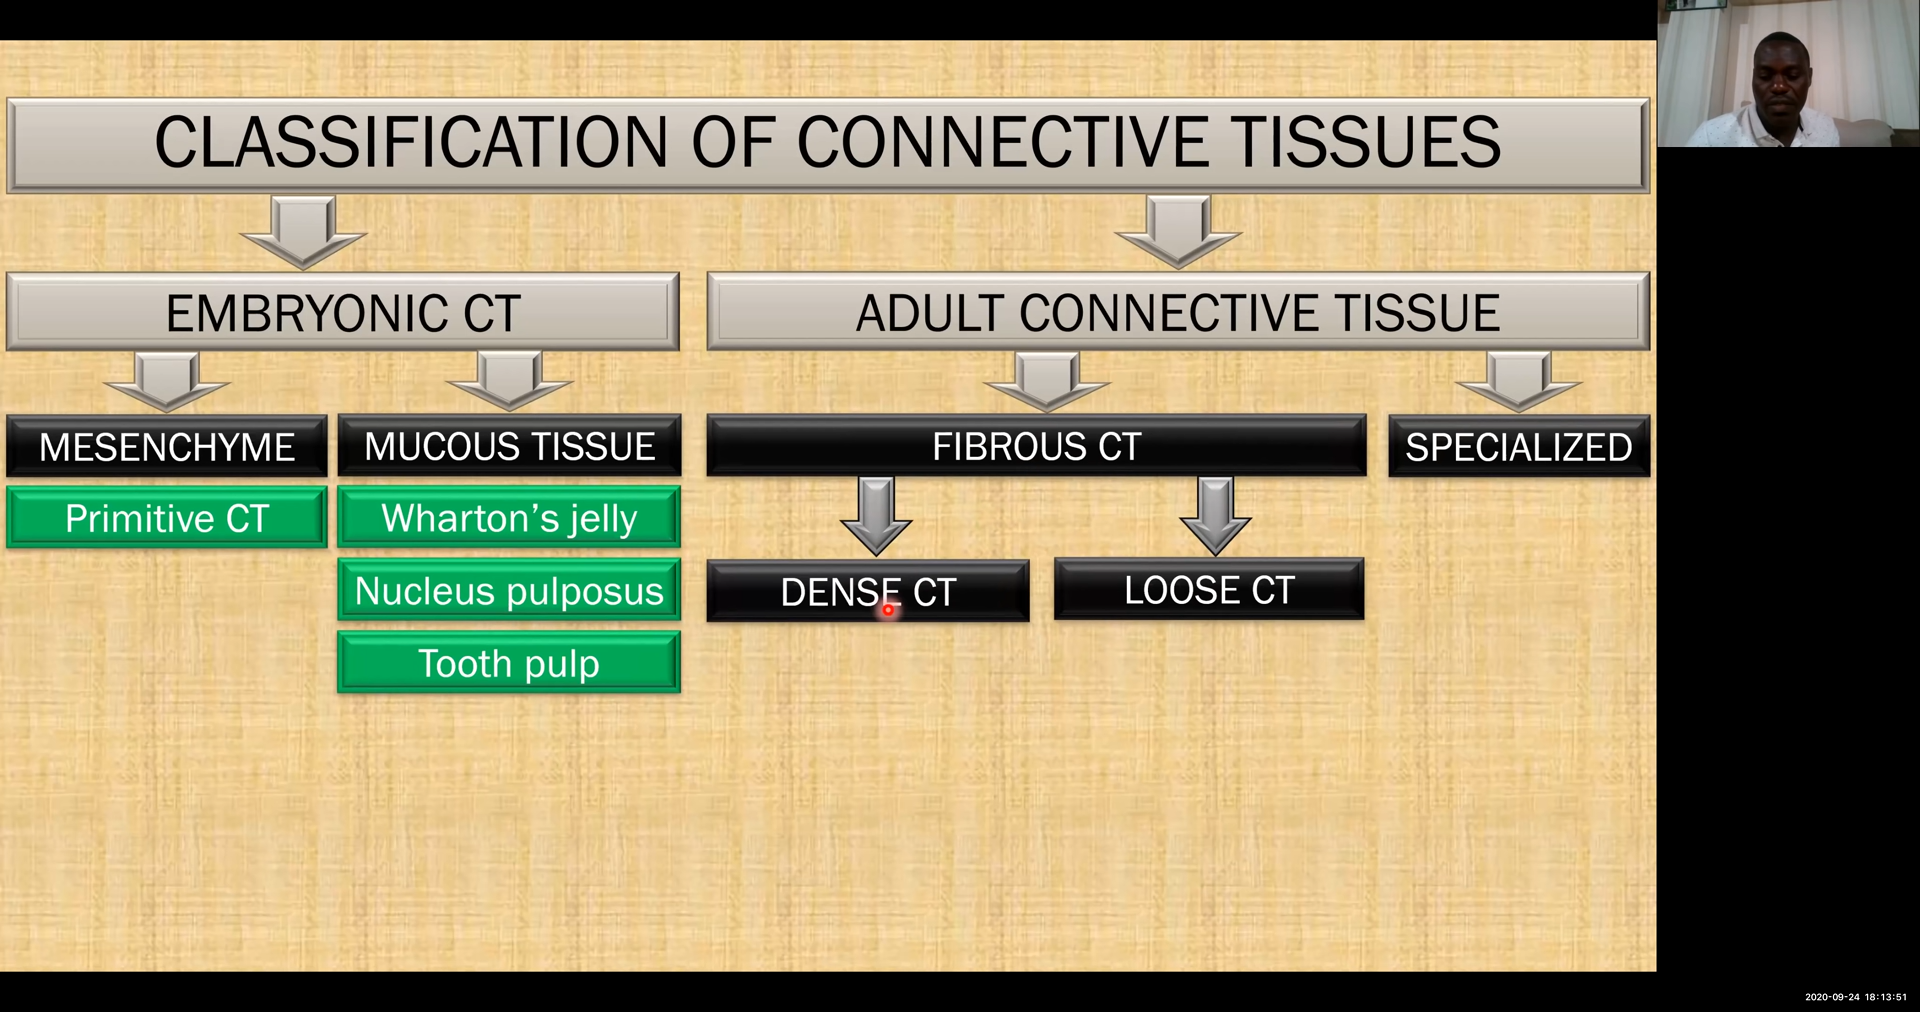 CLASSIFICATION OF CONNECTIVE TISSUES
EMBRYONIC CT
ADULT CONNECTIVE TISSUE
MESENCHYME
MUCOUS TISSUE
FIBROUS CT
SPECIALIZED
Primitive CT
Wharton’s jelly
Nucleus pulposus
DENSE CT
LOOSE CT
Tooth pulp
2020-09-24 18:13:51